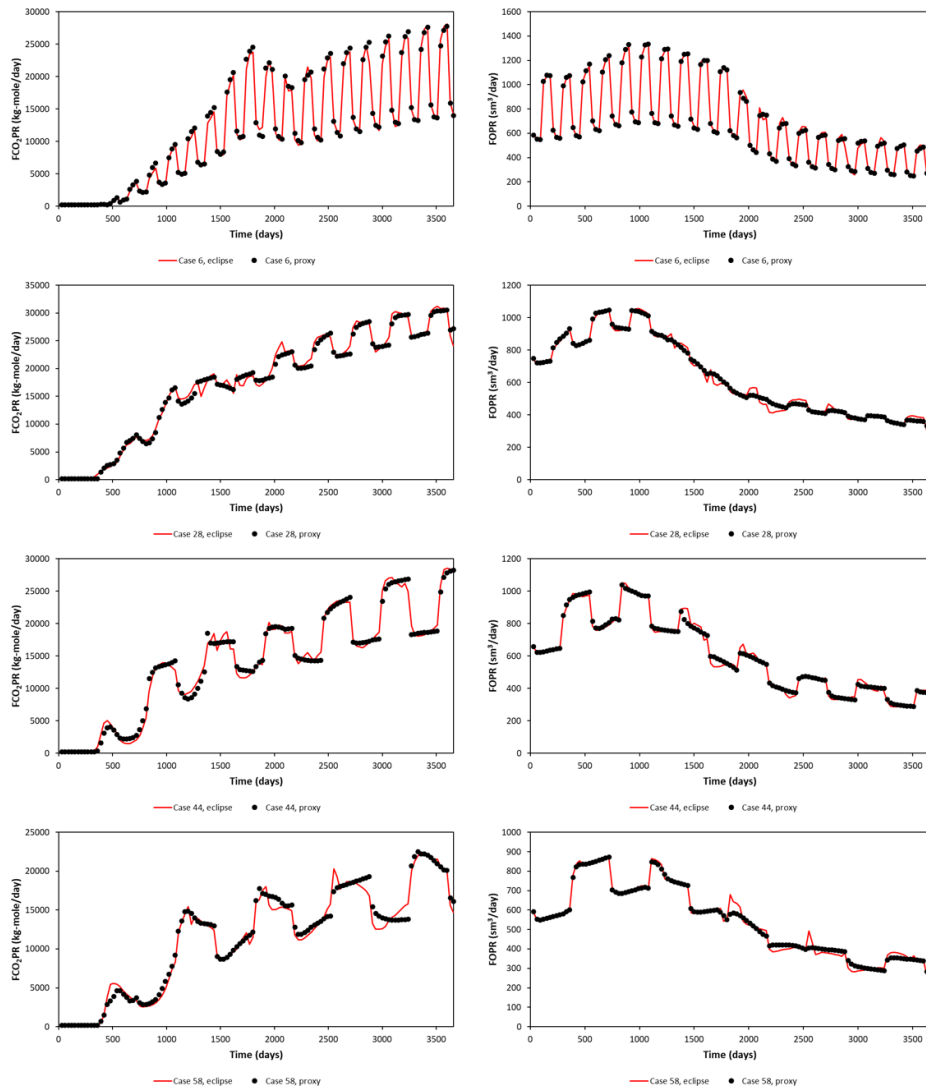 30000
25000
20000
15000
10000
5000
0
FCO₂PR (kg-mole/day)
0 500 1000 1500 2000 2500 3000 3500
Time (days)
Case 6, eclipse Case 6, proxy
1600
1400
1200
1000
800
600
400
200
0
FOPR (sm³/day)
0 500 1000 1500 2000 2500 3000 3500
Time (days)
Case 6, eclipse Case 6, proxy
35000
30000
25000
20000
15000
10000
5000
0
FCO₂PR (kg-mole/day)
0 500 1000 1500 2000 2500 3000 3500
Time (days)
Case 28, eclipse Case 28, proxy
1200
1000
800
600
400
200
0
FOPR (sm³/day)
0 500 1000 1500 2000 2500 3000 3500
Time (days)
Case 28, eclipse Case 28, proxy
30000
25000
20000
15000
10000
5000
0
FCO₂PR (kg-mole/day)
0 500 1000 1500 2000 2500 3000 3500
Time (days)
Case 44, eclipse Case 44, proxy
1200
1000
800
600
400
200
0
FOPR (sm³/day)
0 500 1000 1500 2000 2500 3000 3500
Time (days)
Case 44, eclipse Case 44, proxy
25000
20000
15000
10000
5000
0
FCO₂PR (kg-mole/day)
0 500 1000 1500 2000 2500 3000 3500
Time (days)
Case 58, eclipse Case 58, proxy
1000
900
800
700
600
500
400
300
200
100
0
FOPR (sm³/day)
0 500 1000 1500 2000 2500 3000 3500
Time (days)
Case 58, eclipse Case 58, proxy